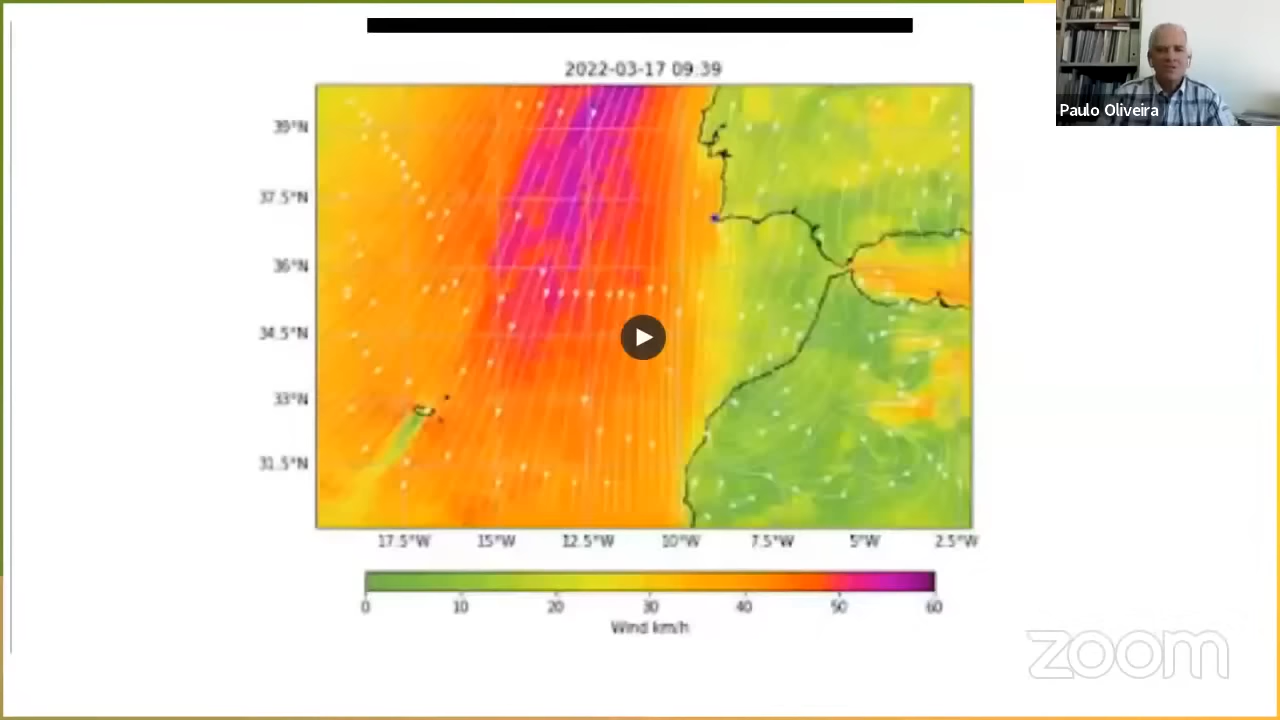 2022-03-17 09:39
Paulo Oliveira
39°N
37.5°N
36°N
34.5°N
33°N
31.5°N
17.5°W 15°W 12.5°W 10°W 7.5°W 5°W 2.5°W
0 10 20 30 40 50 60
Wind km/h
zoom